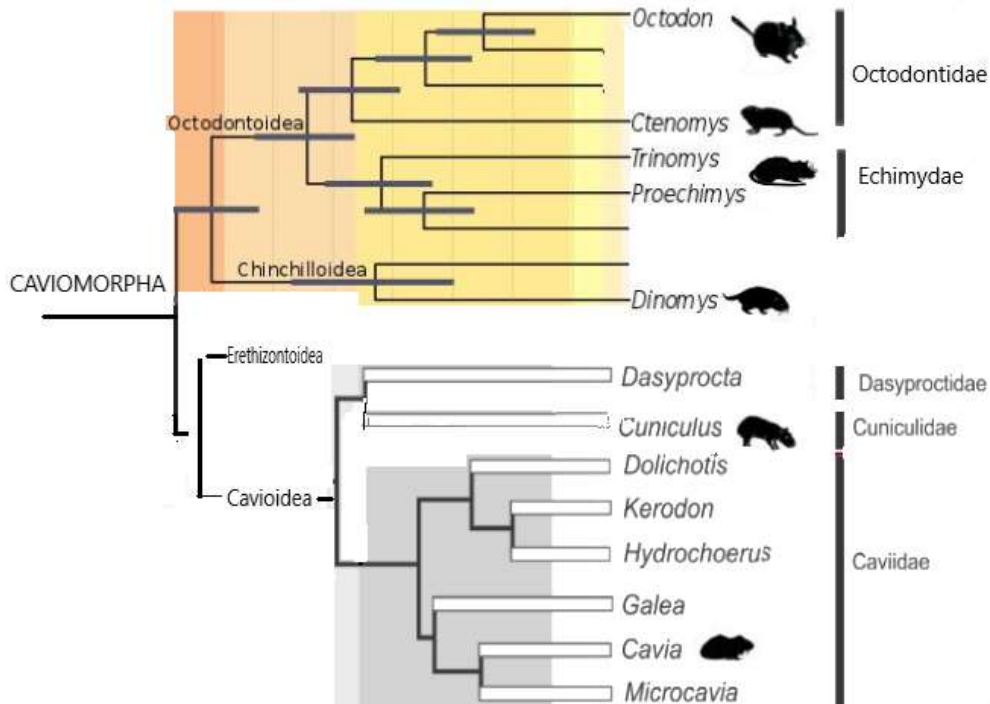 Octodon
Octodontidae
Octodontoidea
Ctenomys
Trinomys
Echimydae
Proechimys
Chinchilloidea
CAVIOMORPHA
Dinomys
Erethizontoidea
Dasyprocta
Dasyproctidae
Cuniculus
Cuniculidae
Dolichotis
Cavioidea
Kerodon
Hydrochoerus
Caviidae
Galea
Cavia
Microcavia